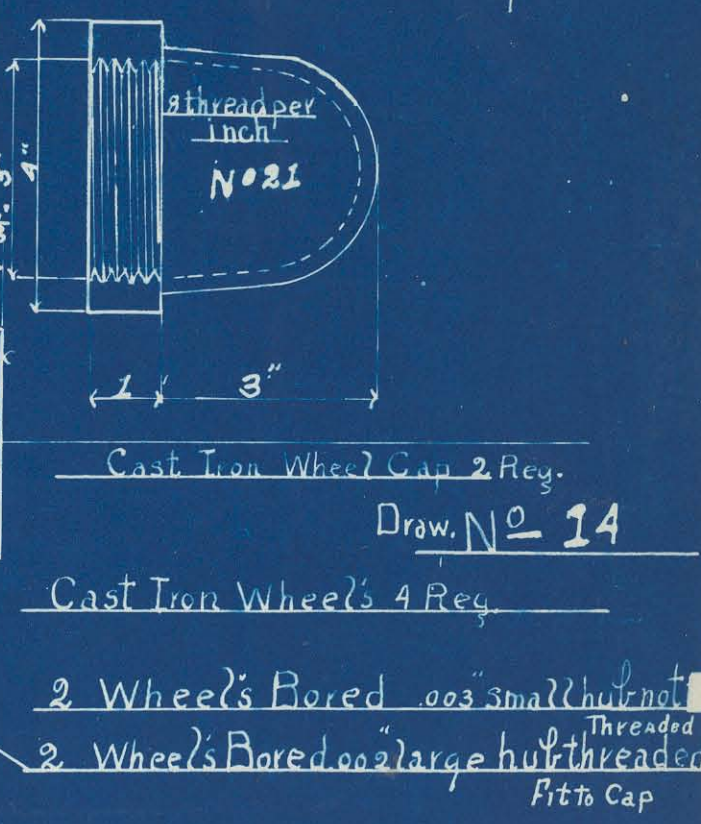 8 thread per
inch
No 21
4"
1
3"
Cast Iron Wheel Cap 2 Req.
Draw. No 14
Cast Iron Wheel's 4 Req.
2 Wheel's Bored .003" small hub not
Threaded
2 Wheel's Bored .002" large hub threaded
Fit to Cap